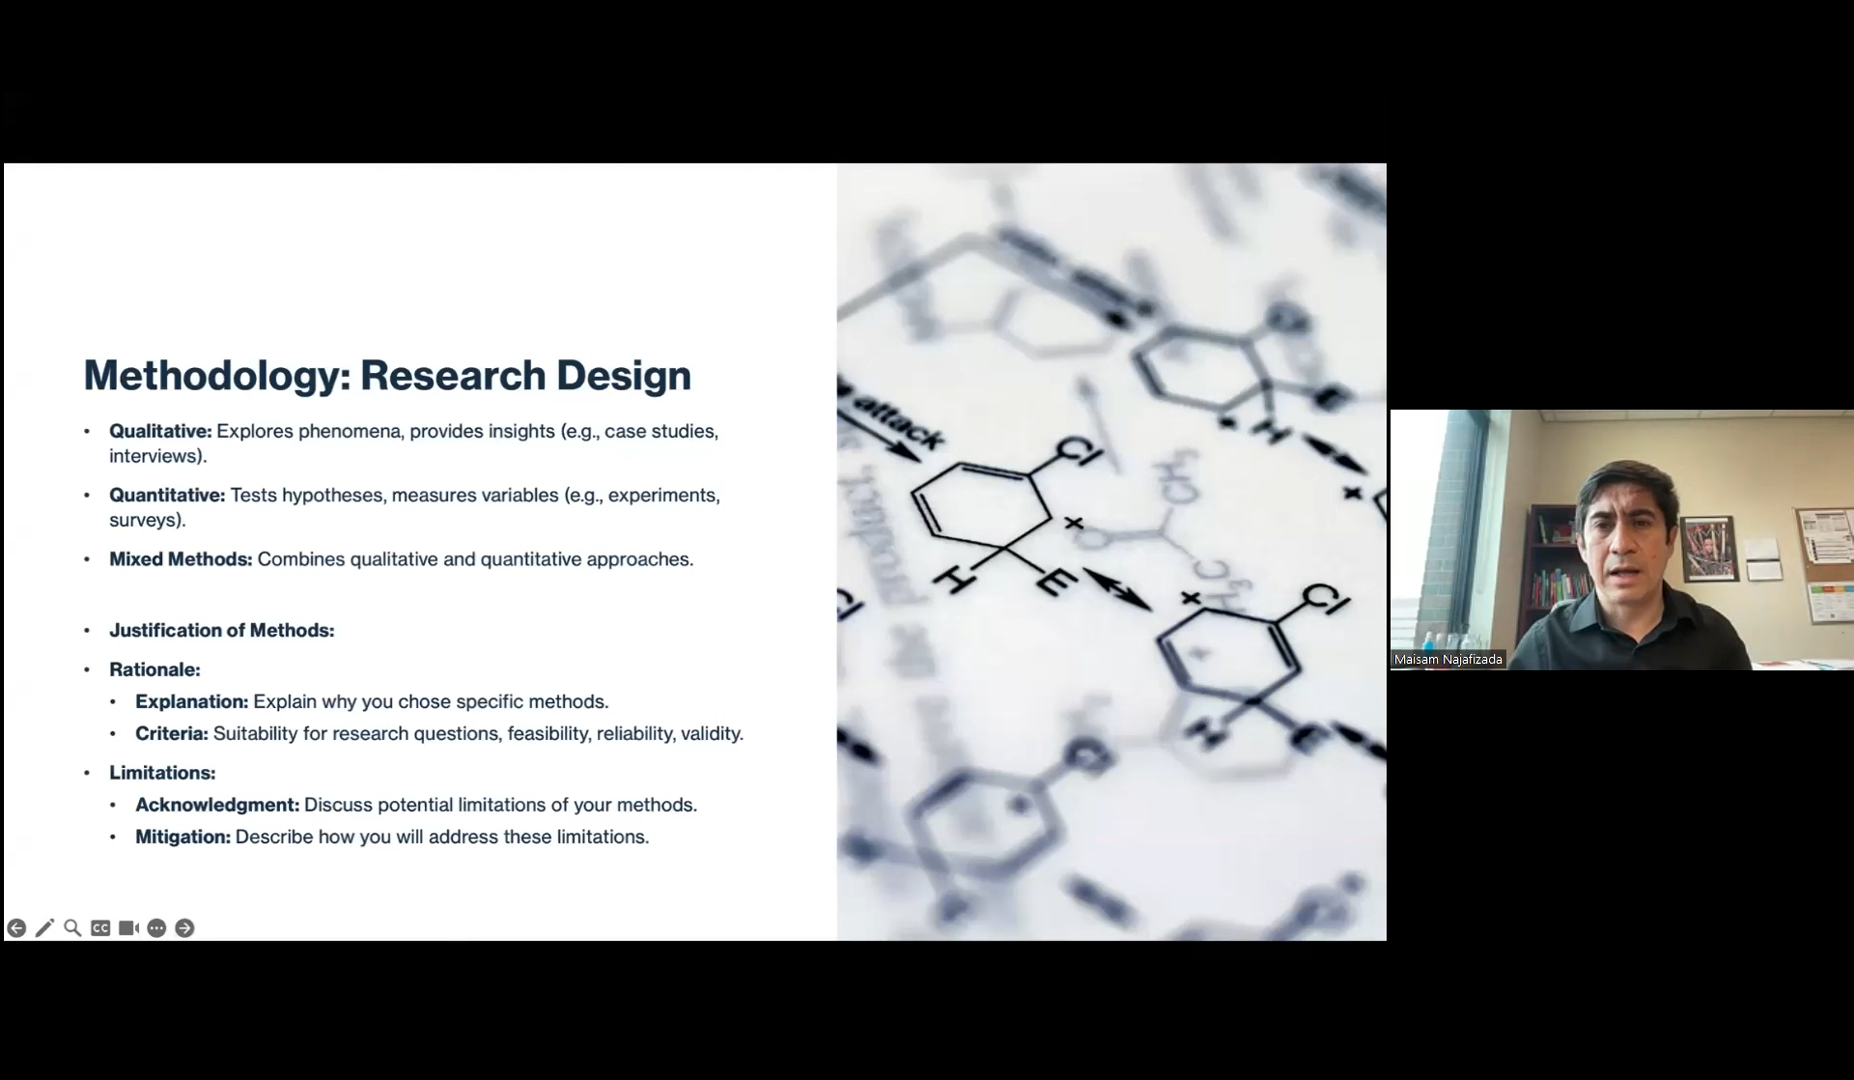 Methodology: Research Design
• Qualitative: Explores phenomena, provides insights (e.g., case studies,
interviews).
• Quantitative: Tests hypotheses, measures variables (e.g., experiments,
surveys).
• Mixed Methods: Combines qualitative and quantitative approaches.
• Justification of Methods:
• Rationale:
• Explanation: Explain why you chose specific methods.
• Criteria: Suitability for research questions, feasibility, reliability, validity.
• Limitations:
• Acknowledgment: Discuss potential limitations of your methods.
• Mitigation: Describe how you will address these limitations.
CC
attack
Cl
H
E
CH3
Cl
H
E
Cl
H
E
Maisam Najafizada